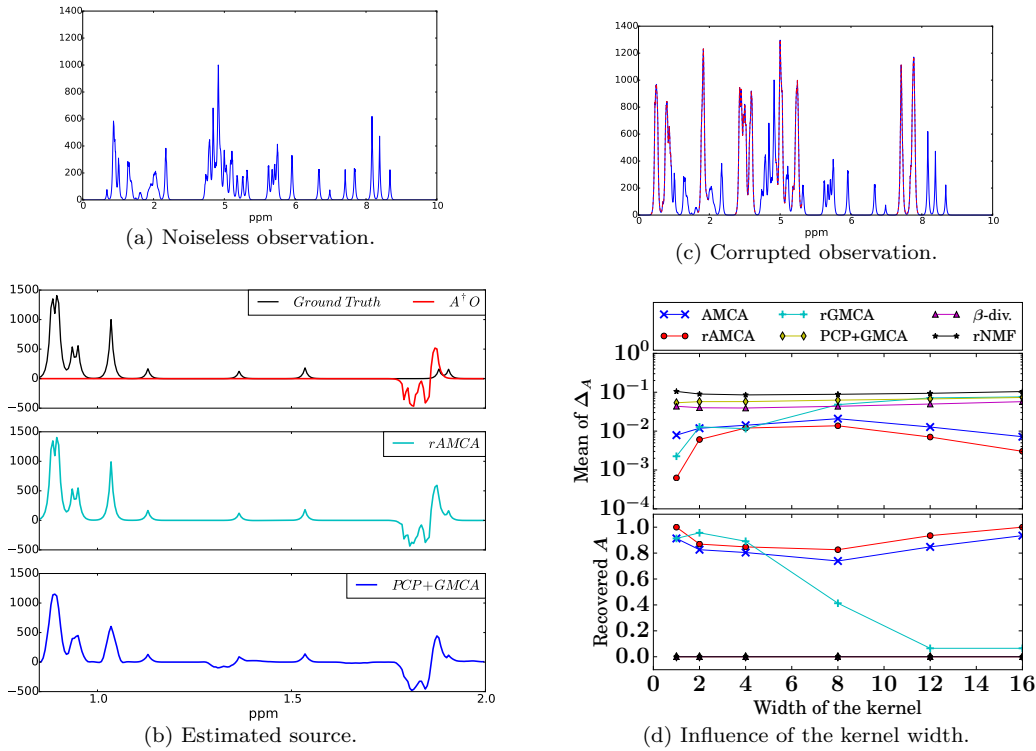 1400
1200
1000
800
600
400
200
0
0 2 4 6 8 10
ppm
(a) Noiseless observation.
1400
1200
1000
800
600
400
200
0
0 2 4 6 8 10
ppm
(c) Corrupted observation.
1500
1000
500
0
−500
Ground Truth A†O
1500
1000
500
0
−500
rAMCA
1500
1000
500
0
−500
PCP+GMCA
1.0 1.5 2.0
ppm
(b) Estimated source.
AMCA rGMCA β-div.
rAMCA PCP+GMCA rNMF
Mean of Δ_A
10^0
10^−1
10^−2
10^−3
10^−4
Recovered A
1.0
0.8
0.6
0.4
0.2
0.0
0 2 4 6 8 10 12 14 16
Width of the kernel
(d) Influence of the kernel width.